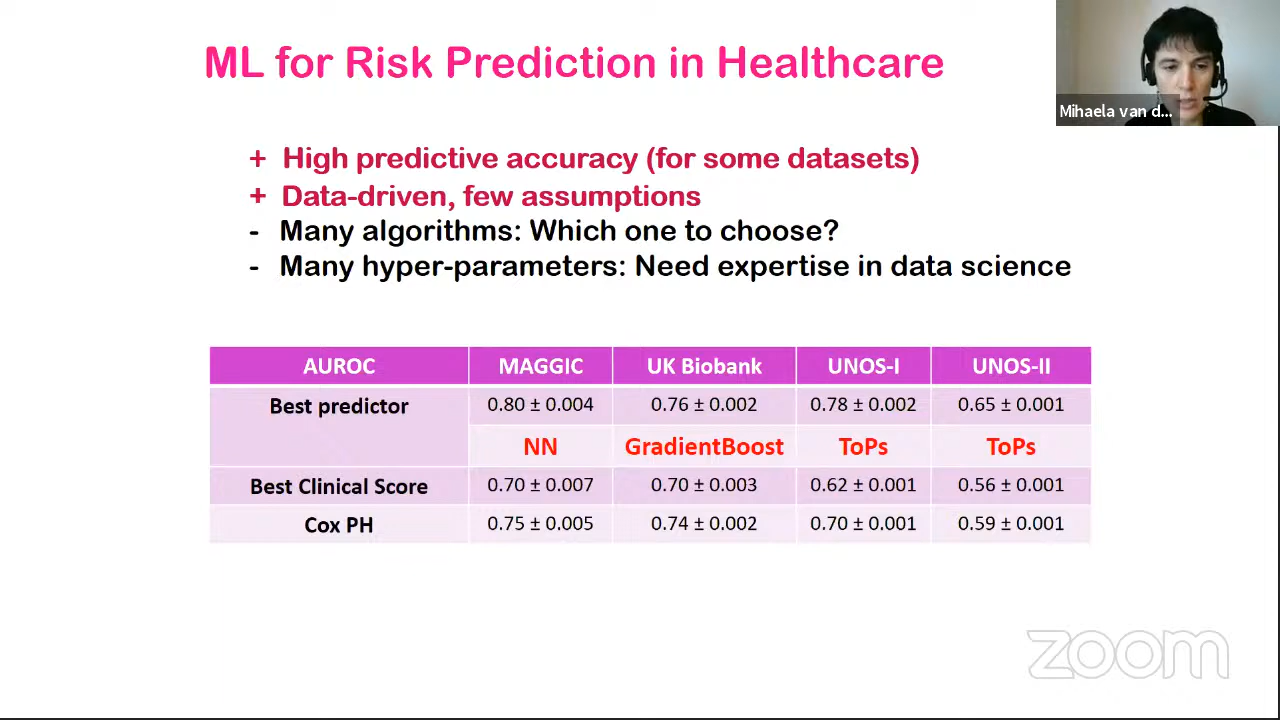 ML for Risk Prediction in Healthcare
Mihaela van d...
+ High predictive accuracy (for some datasets)
+ Data-driven, few assumptions
- Many algorithms: Which one to choose?
- Many hyper-parameters: Need expertise in data science
AUROC MAGGIC UK Biobank UNOS-I UNOS-II
Best predictor 0.80 ± 0.004 0.76 ± 0.002 0.78 ± 0.002 0.65 ± 0.001
NN GradientBoost ToPs ToPs
Best Clinical Score 0.70 ± 0.007 0.70 ± 0.003 0.62 ± 0.001 0.56 ± 0.001
Cox PH 0.75 ± 0.005 0.74 ± 0.002 0.70 ± 0.001 0.59 ± 0.001
zoom